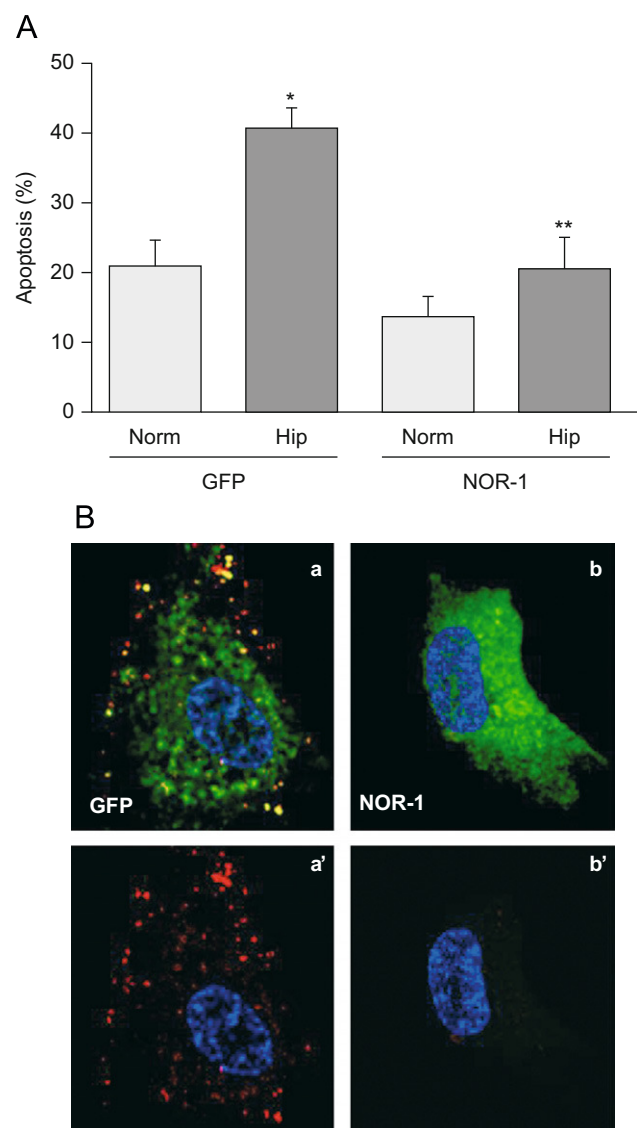 A
50
40
30
20
10
0
Apoptosis (%)
*
**
Norm Hip Norm Hip
GFP NOR-1
B
a b
GFP NOR-1
a’ b’